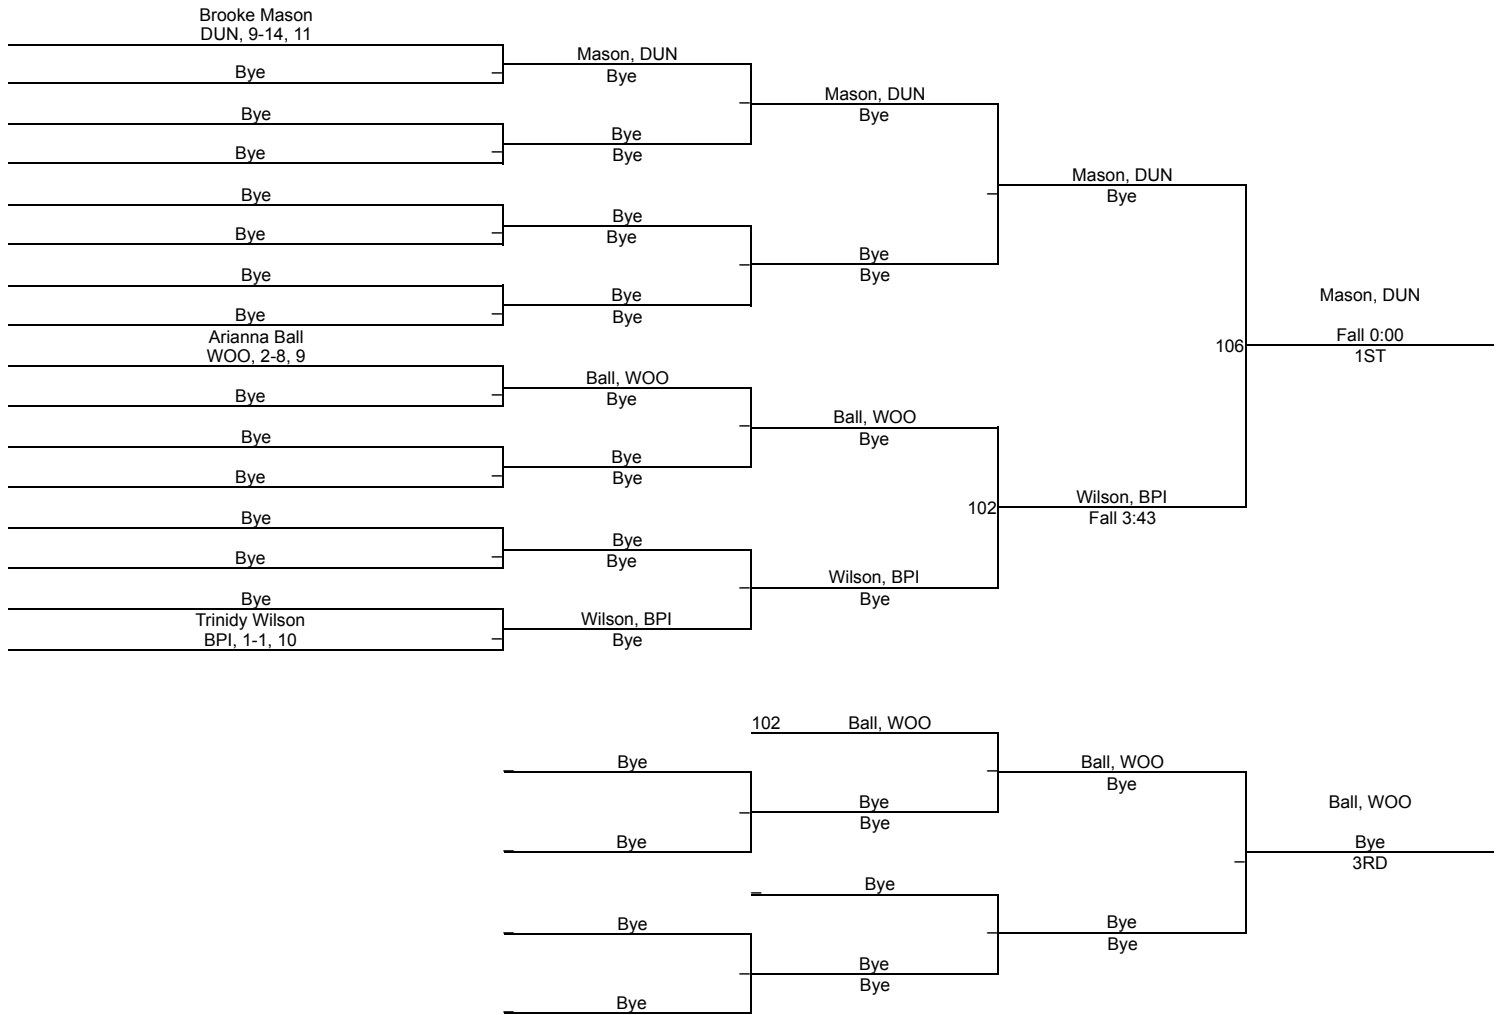 Brooke Mason
DUN, 9-14, 11
Bye
Bye
Bye
Bye
Bye
Bye
Bye
Arianna Ball
WOO, 2-8, 9
Bye
Bye
Bye
Bye
Bye
Bye
Trinidy Wilson
BPI, 1-1, 10
Mason, DUN
Bye
Bye
Bye
Bye
Bye
Bye
Bye
Ball, WOO
Bye
Bye
Bye
Bye
Bye
Wilson, BPI
Bye
Mason, DUN
Bye
Bye
Bye
Ball, WOO
Bye
Wilson, BPI
Bye
Mason, DUN
Bye
102
Wilson, BPI
Fall 3:43
106
Mason, DUN
Fall 0:00
1ST
Bye
Bye
Bye
Bye
102 Ball, WOO
Bye
Bye
Bye
Bye
Bye
Ball, WOO
Bye
Bye
Bye
Ball, WOO
Bye
3RD